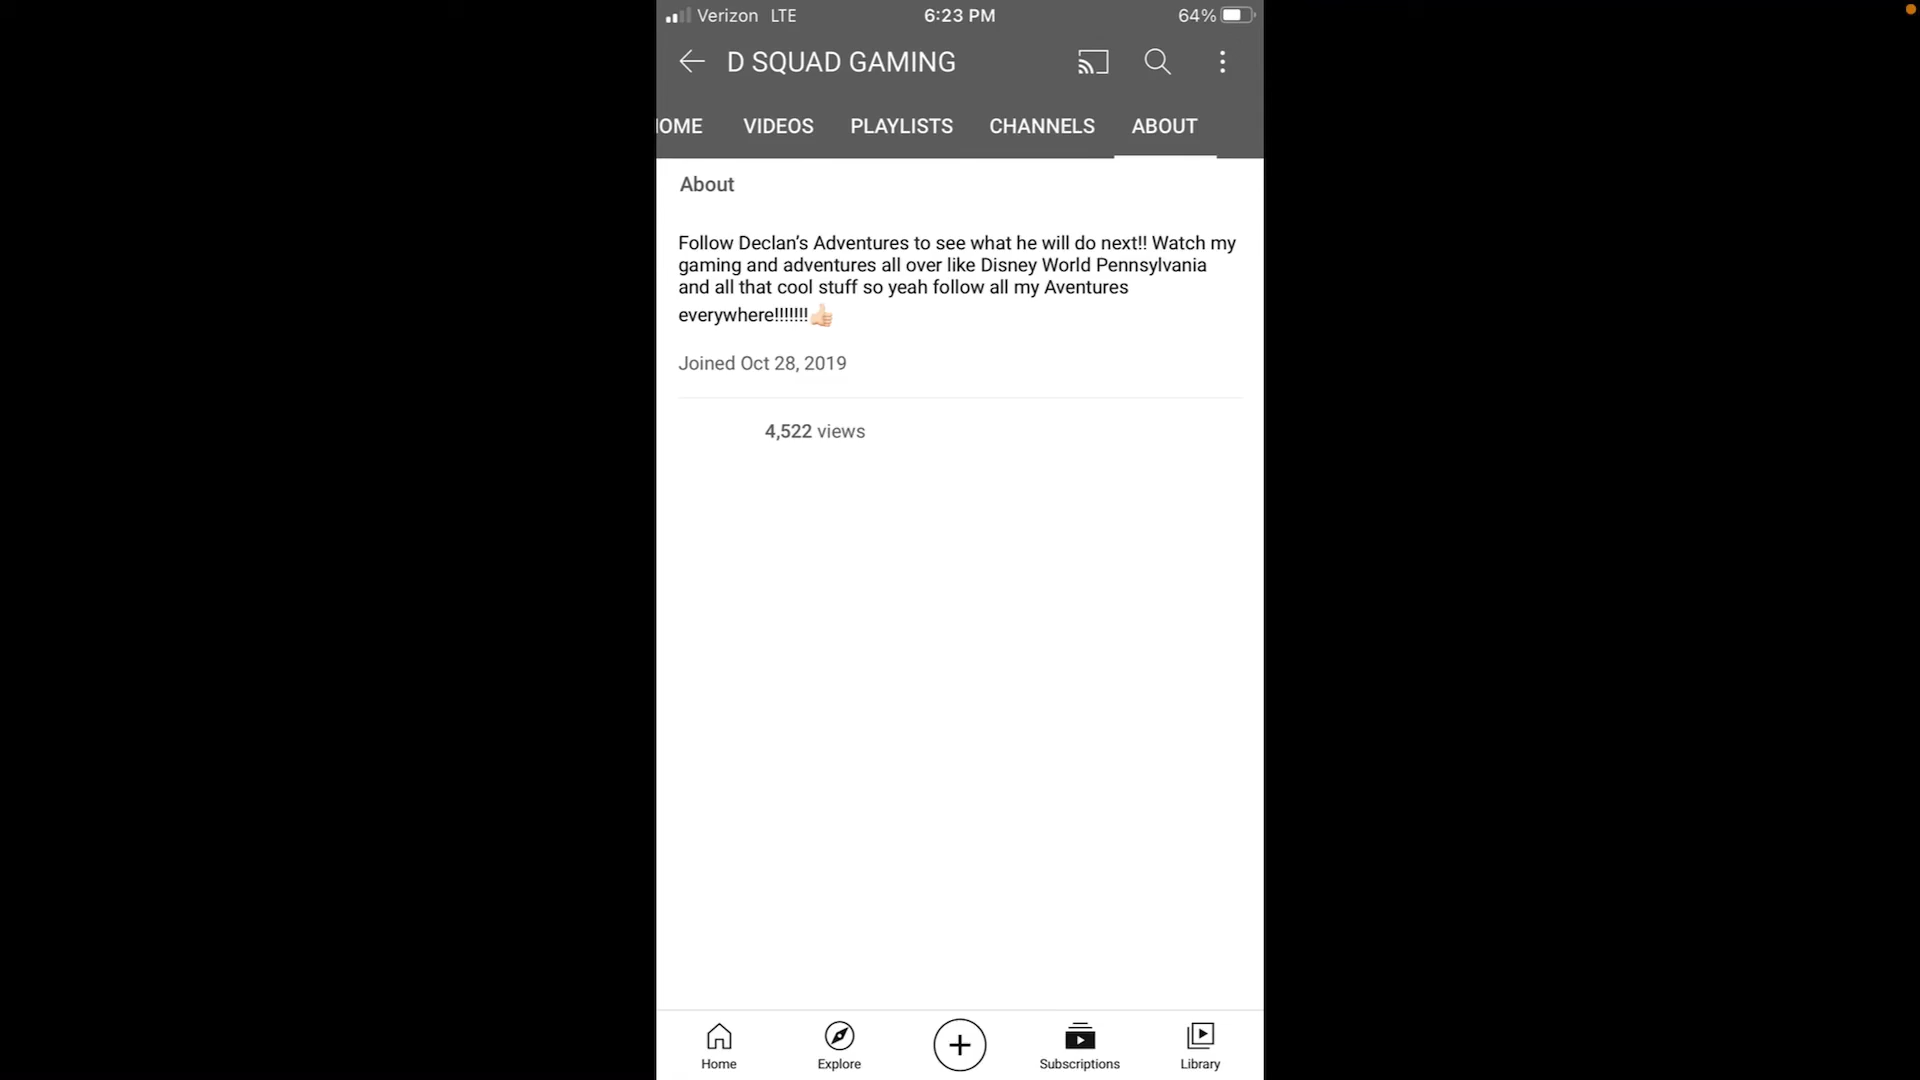 Verizon LTE 6:23 PM 64%
D SQUAD GAMING
OME VIDEOS PLAYLISTS CHANNELS ABOUT
About
Follow Declan’s Adventures to see what he will do next!! Watch my
gaming and adventures all over like Disney World Pennsylvania
and all that cool stuff so yeah follow all my Aventures
everywhere!!!!!!!👍🏻
Joined Oct 28, 2019
4,522 views
Home Explore Subscriptions Library